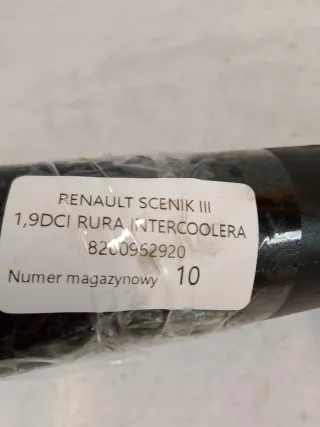 RENAULT SCENIK III
1,9DCI RURA INTERCOOLERA
8200962920
Numer magazynowy 10